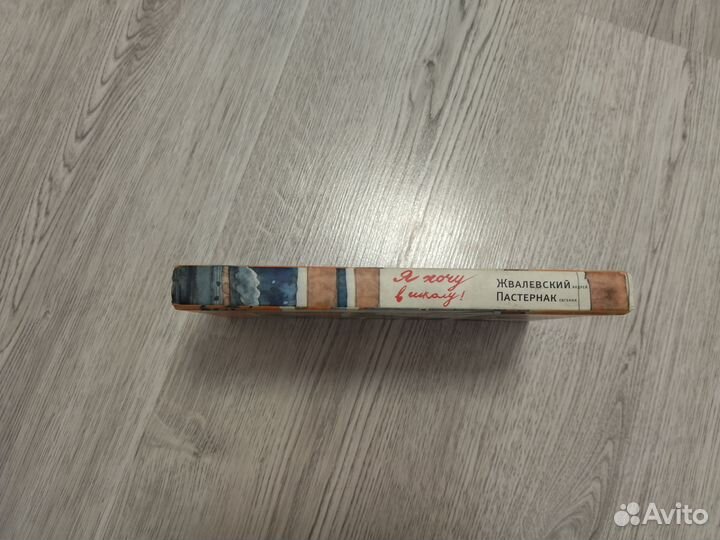 Я хочу
в школу!
ЖВАЛЕВСКИЙ АНДРЕЙ
ПАСТЕРНАК ЕВГЕНИЯ
Avito